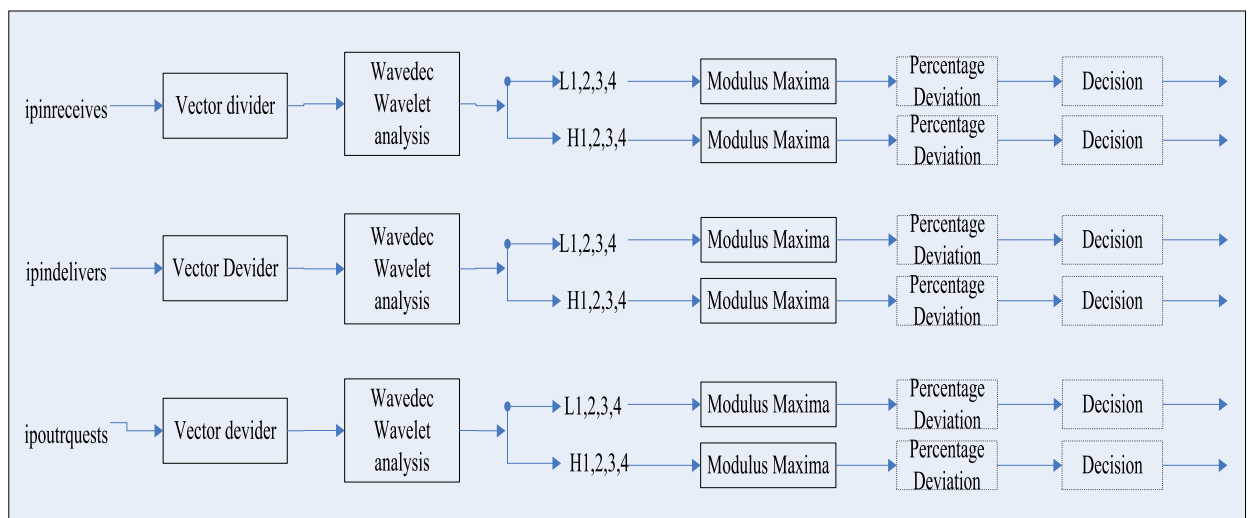 ipinreceives
Vector divider
Wavedec
Wavelet
analysis
L1,2,3,4
Modulus Maxima
Percentage
Deviation
Decision
H1,2,3,4
Modulus Maxima
Percentage
Deviation
Decision
ipindelivers
Vector Devider
Wavedec
Wavelet
analysis
L1,2,3,4
Modulus Maxima
Percentage
Deviation
Decision
H1,2,3,4
Modulus Maxima
Percentage
Deviation
Decision
ipoutrquests
Vector devider
Wavedec
Wavelet
analysis
L1,2,3,4
Modulus Maxima
Percentage
Deviation
Decision
H1,2,3,4
Modulus Maxima
Percentage
Deviation
Decision